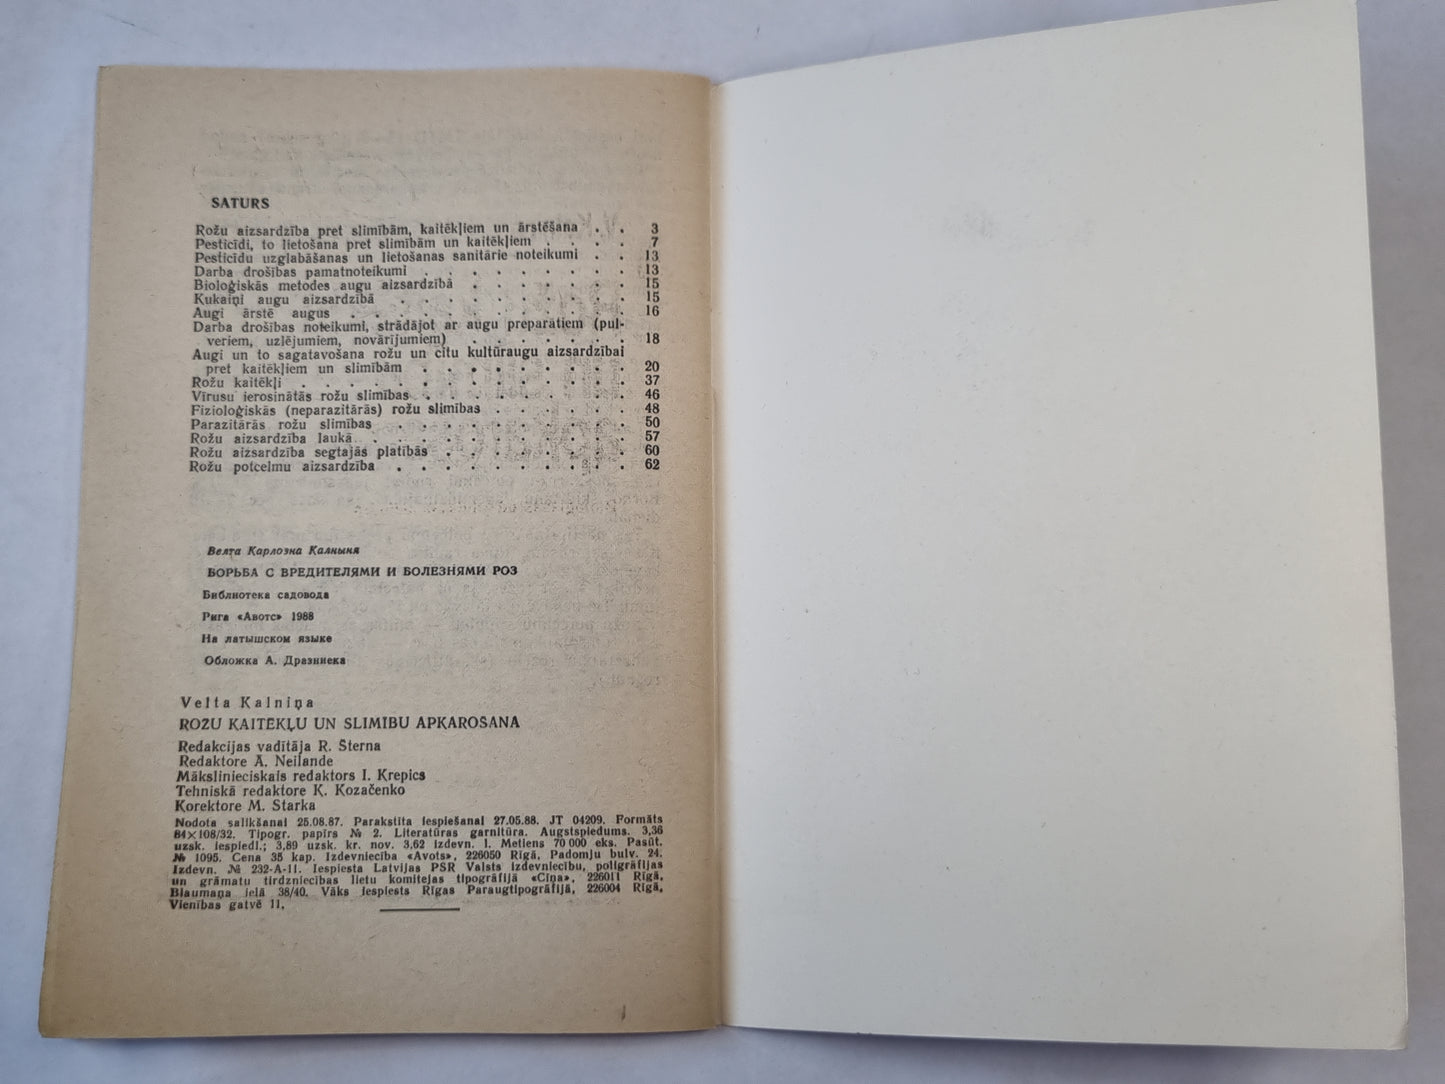 SATURS
Rožu aizsardzība pret slimībām, kaitēkļiem un ārstēšana . . 3
Pesticīdi, to lietošana pret slimībām un kaitēkļiem . . . . 7
Pesticīdu uzglabāšanas un lietošanas sanitārie noteikumi . . 13
Darba drošības pamatnoteikumi . . . . . . . . . 13
Bioloģiskās metodes augu aizsardzībā . . . . . . . 15
Kukaiņi augu aizsardzībā . . . . . . . . . . 15
Augi ārstē augus . . . . . . . . . . . . 16
Darba drošības noteikumi, strādājot ar augu preparātiem (pul-
veriem, uzlējumiem, novārījumiem) . . . . . . . . 18
Augi un to sagatavošana rožu un citu kultūraugu aizsardzībai
pret kaitēkļiem un slimībām . . . . . . . . . 20
Rožu kaitēkļi . . . . . . . . . . . . . . 37
Vīrusu ierosinātās rožu slimības . . . . . . . . . 46
Fizioloģiskās (neparazitārās) rožu slimības . . . . . . 48
Parazitārās rožu slimības . . . . . . . . . . 50
Rožu aizsardzība laukā . . . . . . . . . . . 57
Rožu aizsardzība segtajās platībās . . . . . . . . 60
Rožu potcelmu aizsardzība . . . . . . . . . . 62
Велта Карлозна Калныня
БОРЬБА С ВРЕДИТЕЛЯМИ И БОЛЕЗНЯМИ РОЗ
Библиотека садовода
Рига «Авотс» 1988
На латышском языке
Обложка А. Дразниека
Velta Kalniņa
ROŽU KAITĒKĻU UN SLIMĪBU APKAROŠANA
Redakcijas vadītāja R. Šterna
Redaktore Ā. Neilande
Mākslinieciskais redaktors I. Krepics
Tehniskā redaktore K. Kozačenko
Korektore M. Starka
Nodota salikšanai 25.08.87. Parakstīta iespiešanai 27.05.88. JT 04209. Formāts
84×108/32. Tipogr. papīrs № 2. Literatūras garnitūra. Augstspiedums. 3,36
uzsk. iespiedl.; 3,89 uzsk. kr. nov. 3,62 izdevn. l. Metiens 70 000 eks. Pasūt.
№ 1095. Cena 35 kap. Izdevniecība «Avots», 226050 Rīgā, Padomju bulv. 24.
Izdevn. № 232-A-11. Iespiesta Latvijas PSR Valsts izdevniecību, poligrāfijas
un grāmatu tirdzniecības lietu komitejas tipogrāfijā «Cīņa», 226011 Rīgā,
Blaumaņa ielā 38/40. Vāks iespiests Rīgas Paraugtipogrāfijā, 226004 Rīgā,
Vienības gatvē 11.